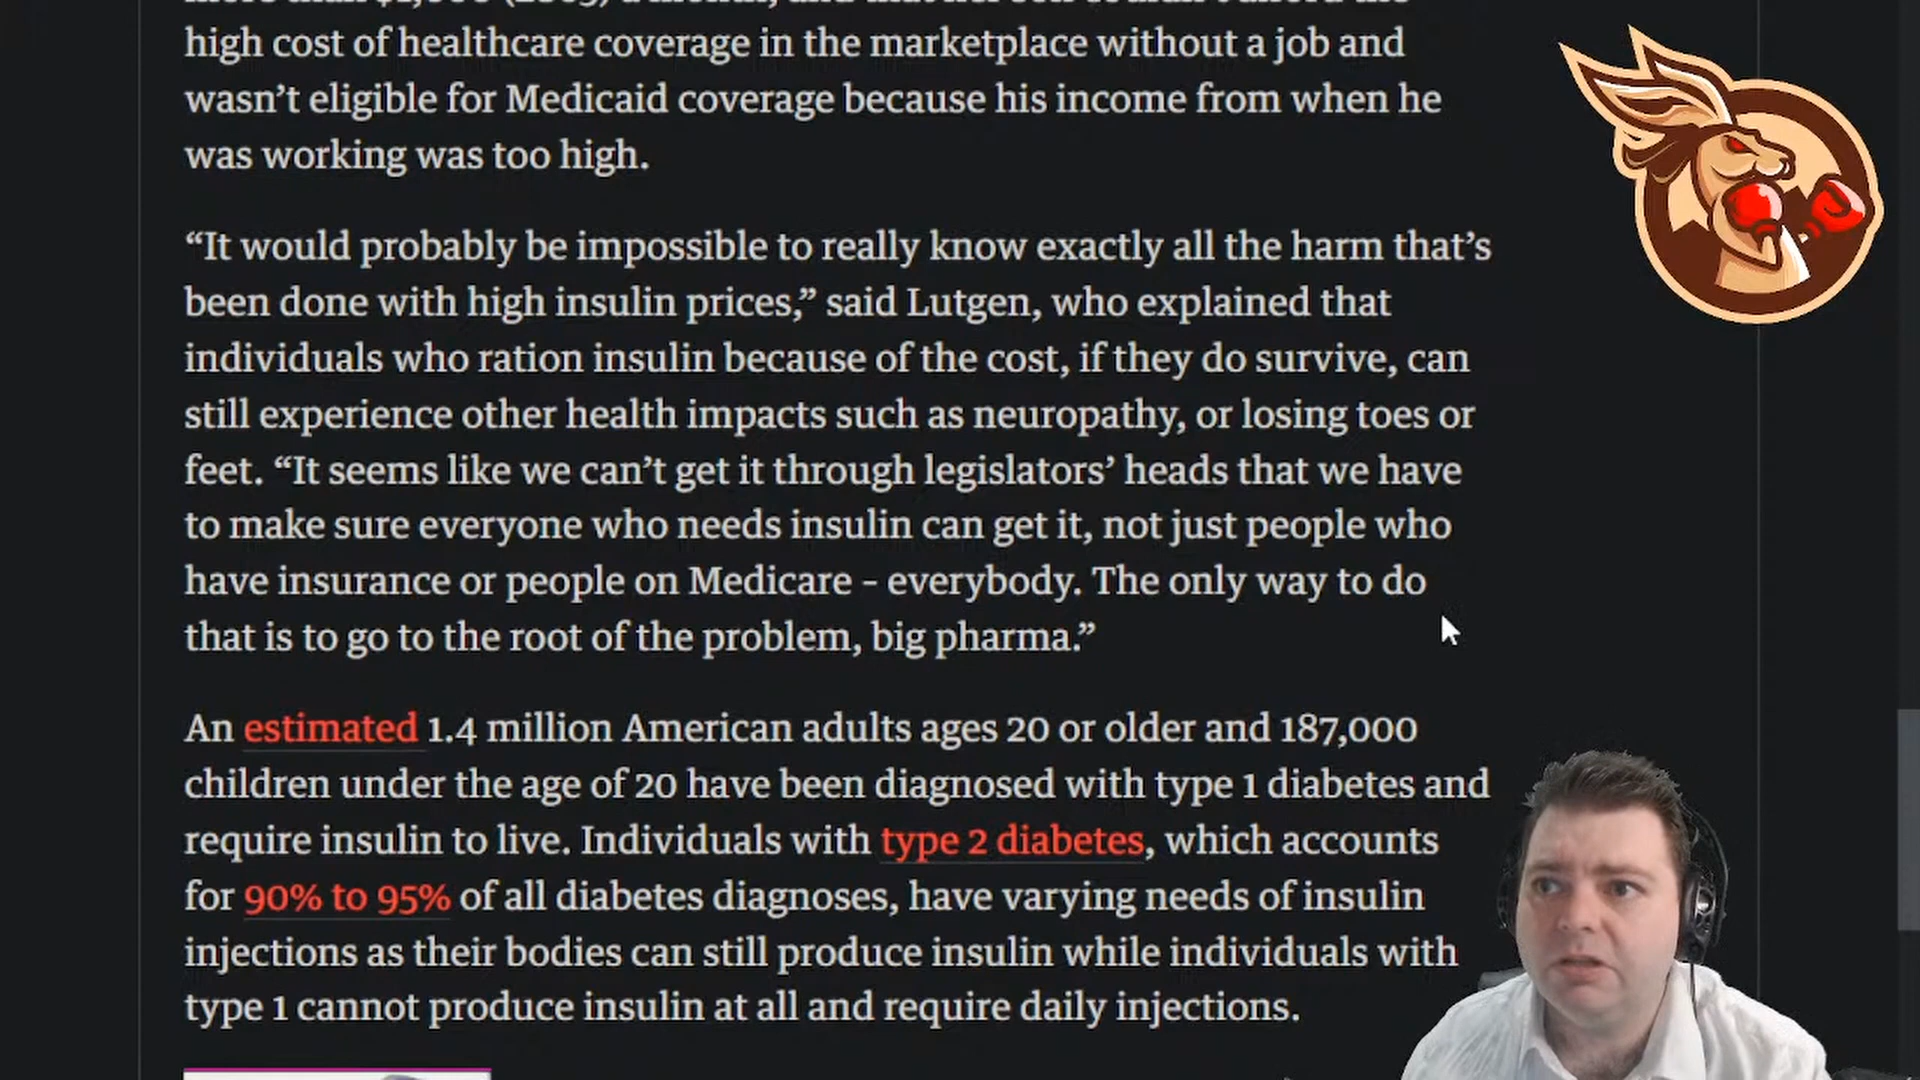 high cost of healthcare coverage in the marketplace without a job and
wasn’t eligible for Medicaid coverage because his income from when he
was working was too high.
“It would probably be impossible to really know exactly all the harm that’s
been done with high insulin prices,” said Lutgen, who explained that
individuals who ration insulin because of the cost, if they do survive, can
still experience other health impacts such as neuropathy, or losing toes or
feet. “It seems like we can’t get it through legislators’ heads that we have
to make sure everyone who needs insulin can get it, not just people who
have insurance or people on Medicare – everybody. The only way to do
that is to go to the root of the problem, big pharma.”
An estimated 1.4 million American adults ages 20 or older and 187,000
children under the age of 20 have been diagnosed with type 1 diabetes and
require insulin to live. Individuals with type 2 diabetes, which accounts
for 90% to 95% of all diabetes diagnoses, have varying needs of insulin
injections as their bodies can still produce insulin while individuals with
type 1 cannot produce insulin at all and require daily injections.